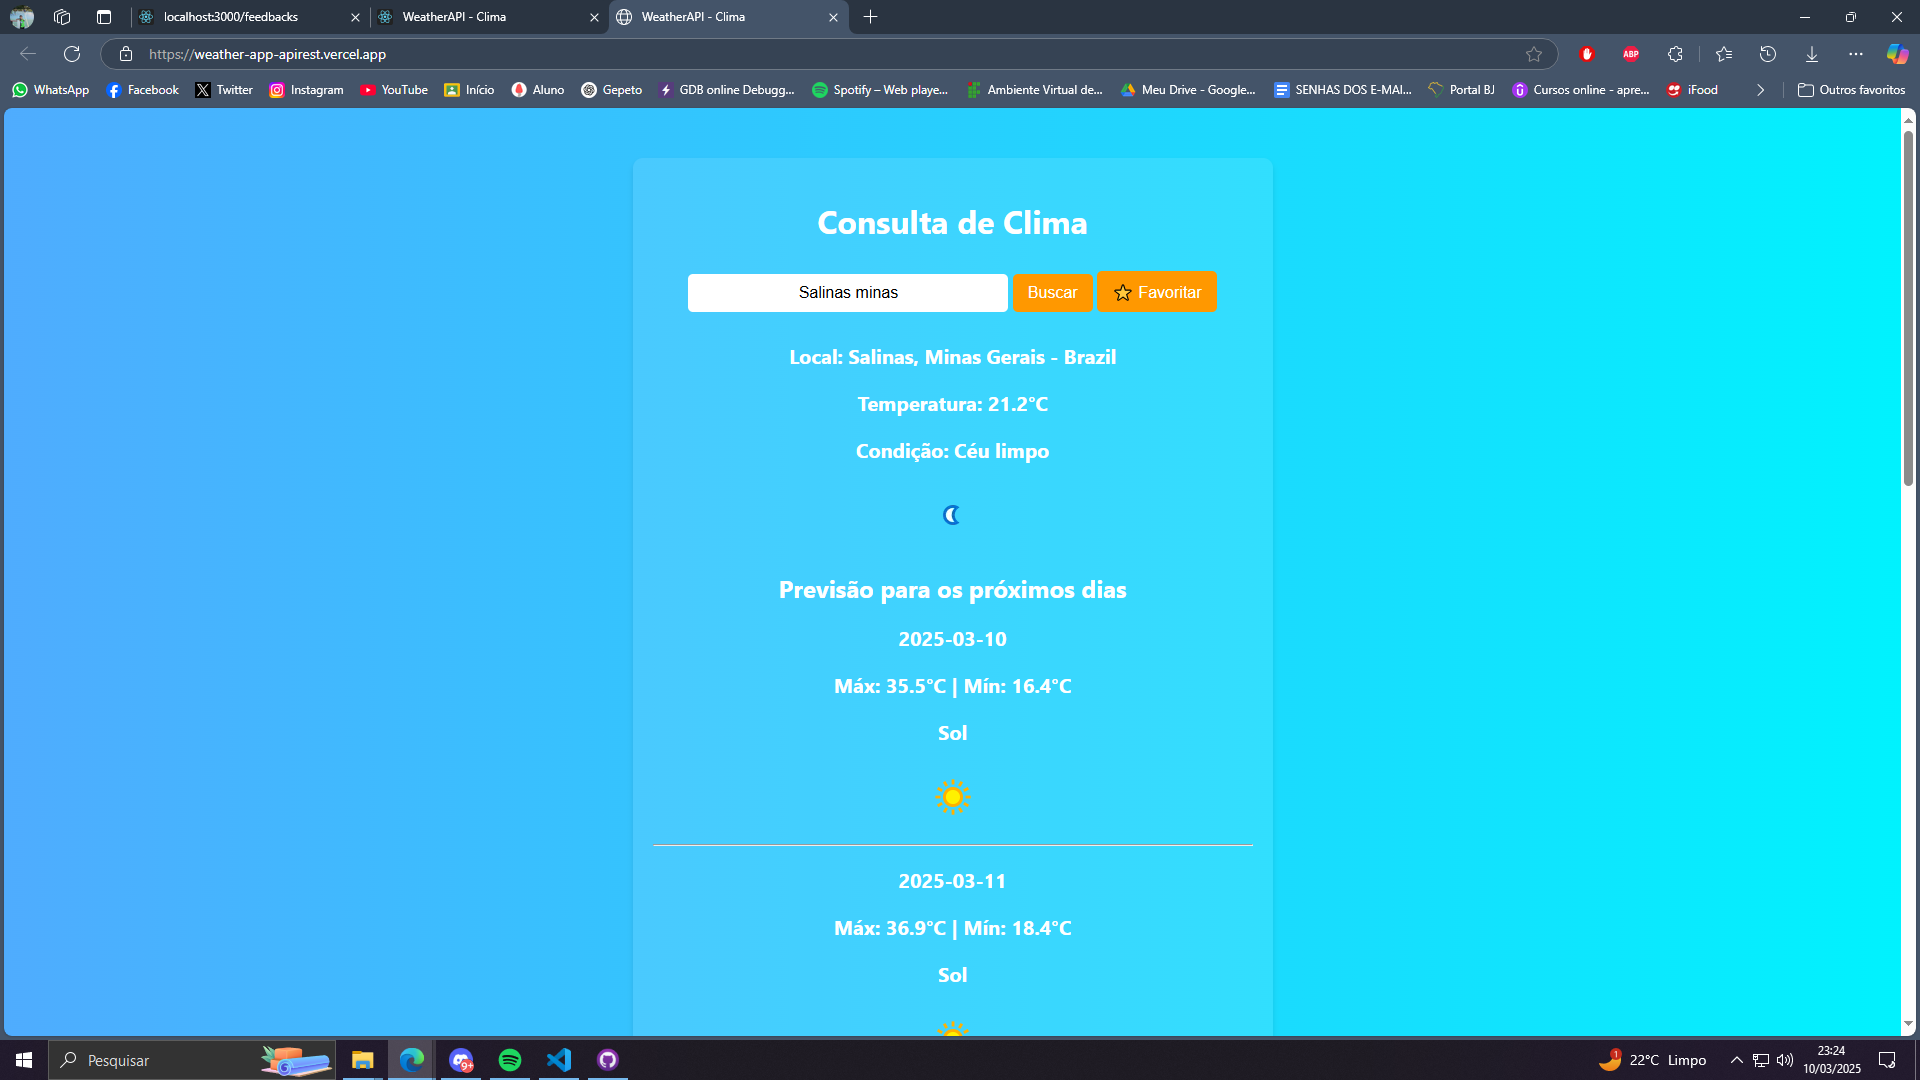 localhost:3000/feedbacks
WeatherAPI - Clima
WeatherAPI - Clima
https://weather-app-apirest.vercel.app
ABP
WhatsApp
Facebook
Twitter
Instagram
YouTube
Início
Aluno
Gepeto
GDB online Debugg...
Spotify – Web playe...
Ambiente Virtual de...
Meu Drive - Google...
SENHAS DOS E-MAI...
Portal BJ
Cursos online - apre...
iFood
Outros favoritos
Consulta de Clima
Salinas minas
Buscar
Favoritar
Local: Salinas, Minas Gerais - Brazil
Temperatura: 21.2°C
Condição: Céu limpo
Previsão para os próximos dias
2025-03-10
Máx: 35.5°C | Mín: 16.4°C
Sol
2025-03-11
Máx: 36.9°C | Mín: 18.4°C
Sol
Pesquisar
9+
1
22°C Limpo
23:24
10/03/2025